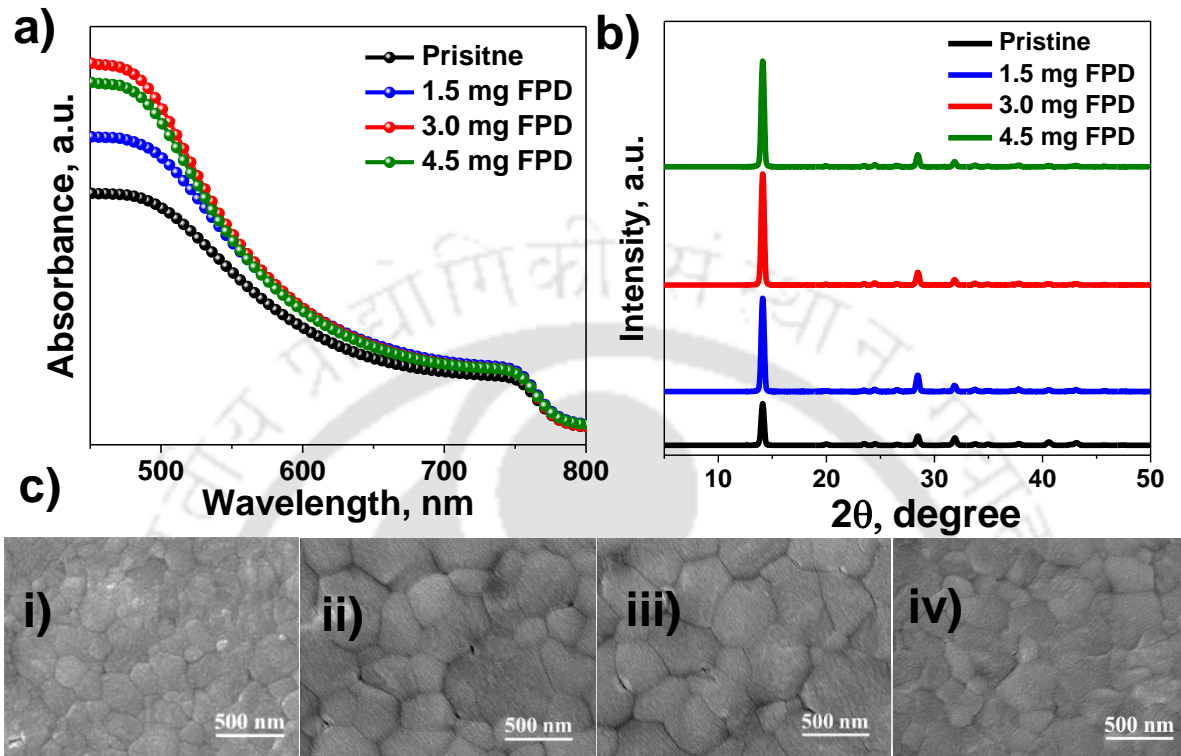 a)
Prisitne
1.5 mg FPD
3.0 mg FPD
4.5 mg FPD
Absorbance, a.u.
500
600
700
800
Wavelength, nm
b)
Pristine
1.5 mg FPD
3.0 mg FPD
4.5 mg FPD
Intensity, a.u.
10
20
30
40
50
2θ, degree
c)
i)
500 nm
ii)
500 nm
iii)
500 nm
iv)
500 nm